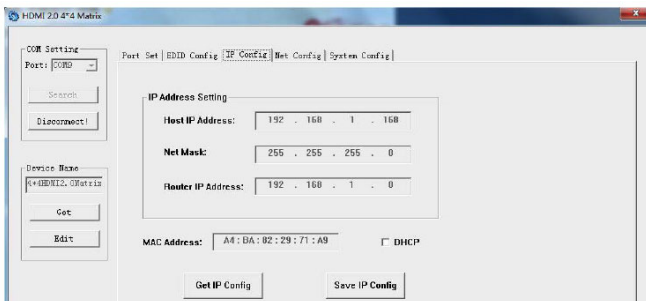 HDMI 2.0 4*4 Matrix
COM Setting
Port: COM9
Search
Disconnect!
Device Name
4*4HDMI2.0Matrix
Get
Edit
Port Set EDID Config IP Config Net Config System Config
IP Address Setting
Host IP Address: 192 . 168 . 1 . 168
Net Mask: 255 . 255 . 255 . 0
Router IP Address: 192 . 168 . 1 . 0
MAC Address: A4:BA:82:29:71:A9
DHCP
Get IP Config
Save IP Config